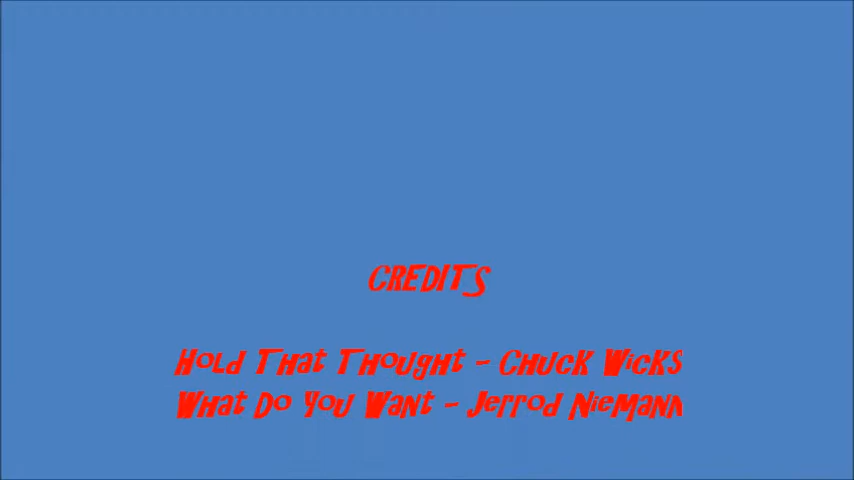 CREDITS
Hold That Thought - Chuck Wicks
What Do You Want - Jerrod Niemann